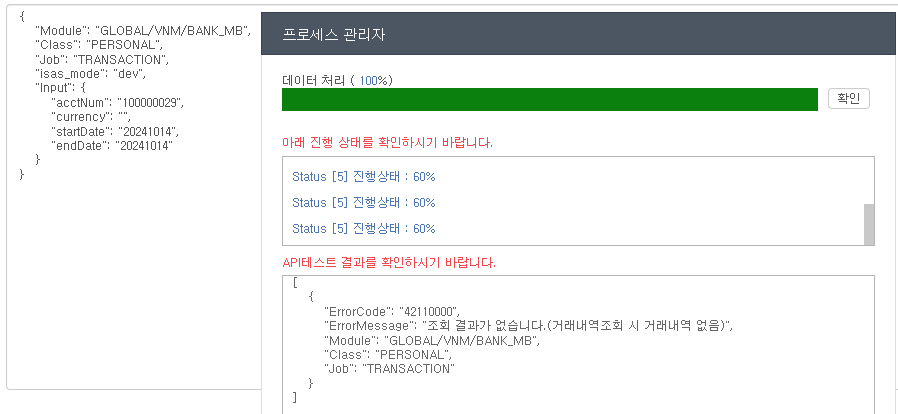 {
"Module": "GLOBAL/VNM/BANK_MB",
"Class": "PERSONAL",
"Job": "TRANSACTION",
"isas_mode": "dev",
"Input": {
"acctNum": "100000029",
"currency": "",
"startDate": "20241014",
"endDate": "20241014"
}
}
프로세스 관리자
데이터 처리 ( 100%)
확인
아래 진행 상태를 확인하시기 바랍니다.
Status [5] 진행상태 : 60%
Status [5] 진행상태 : 60%
Status [5] 진행상태 : 60%
API테스트 결과를 확인하시기 바랍니다.
[
{
"ErrorCode": "42110000",
"ErrorMessage": "조회 결과가 없습니다.(거래내역조회 시 거래내역 없음)",
"Module": "GLOBAL/VNM/BANK_MB",
"Class": "PERSONAL",
"Job": "TRANSACTION"
}
]